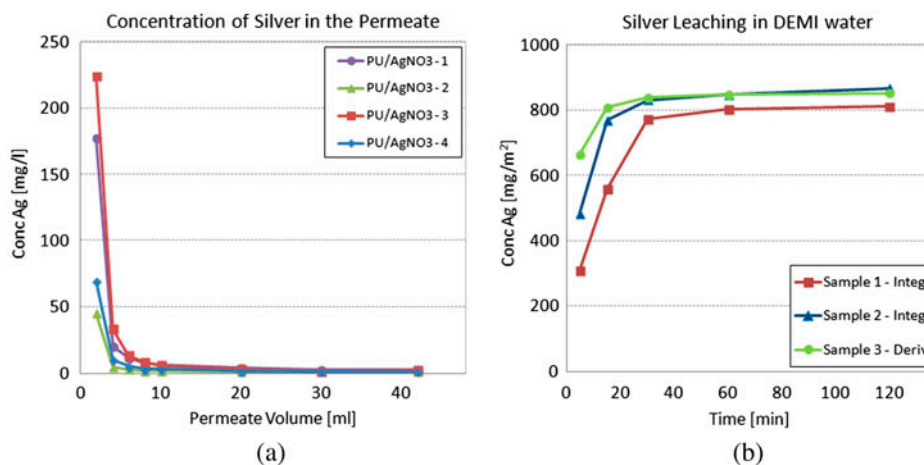 Concentration of Silver in the Permeate
Conc Ag [mg/l]
250
200
150
100
50
0
PU/AgNO3-1
PU/AgNO3-2
PU/AgNO3-3
PU/AgNO3-4
0 10 20 30 40
Permeate Volume [ml]
(a)
Silver Leaching in DEMI water
Conc Ag [mg/m²]
1000
800
600
400
200
0
Sample 1 - Integ
Sample 2 - Integ
Sample 3 - Deriv
0 20 40 60 80 100 120
Time [min]
(b)